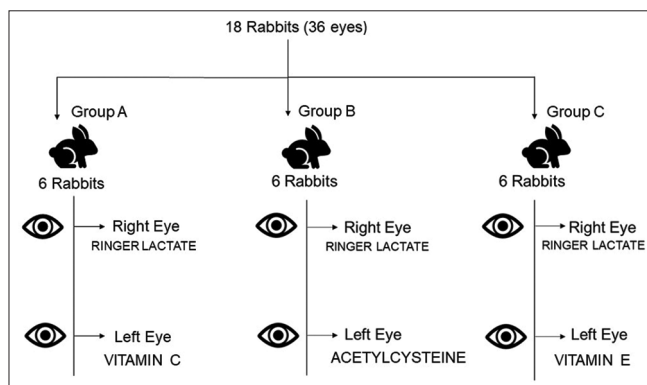 18 Rabbits (36 eyes)
Group A
Group B
Group C
6 Rabbits
6 Rabbits
6 Rabbits
Right Eye
RINGER LACTATE
Right Eye
RINGER LACTATE
Right Eye
RINGER LACTATE
Left Eye
VITAMIN C
Left Eye
ACETYLCYSTEINE
Left Eye
VITAMIN E